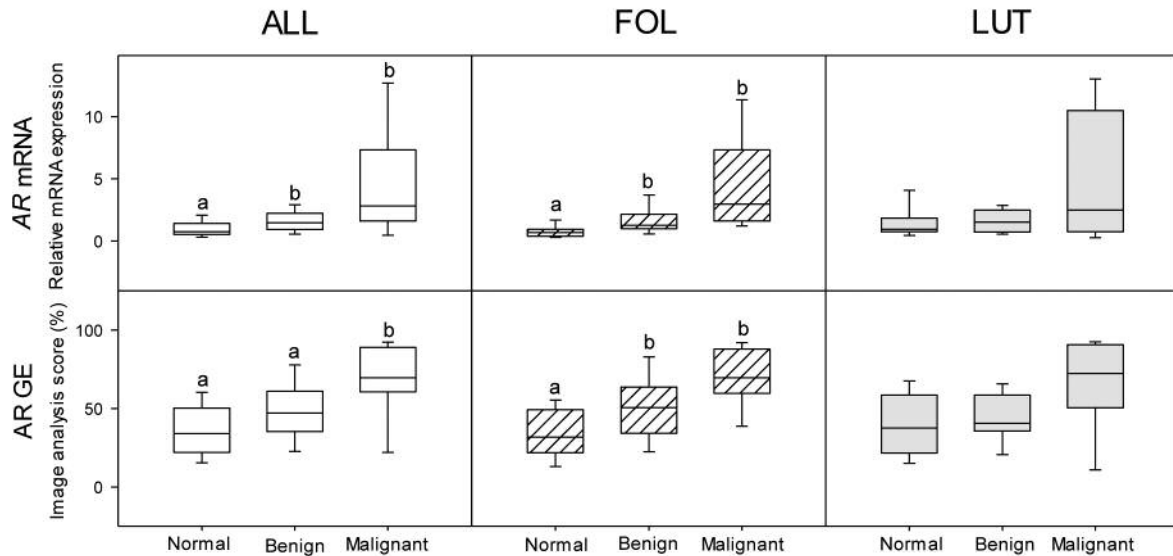 ALL FOL LUT
AR mRNA
Relative mRNA expression
10
5
0
a b b
a b b
AR GE
Image analysis score (%)
100
50
0
a a b
a b b
Normal Benign Malignant Normal Benign Malignant Normal Benign Malignant